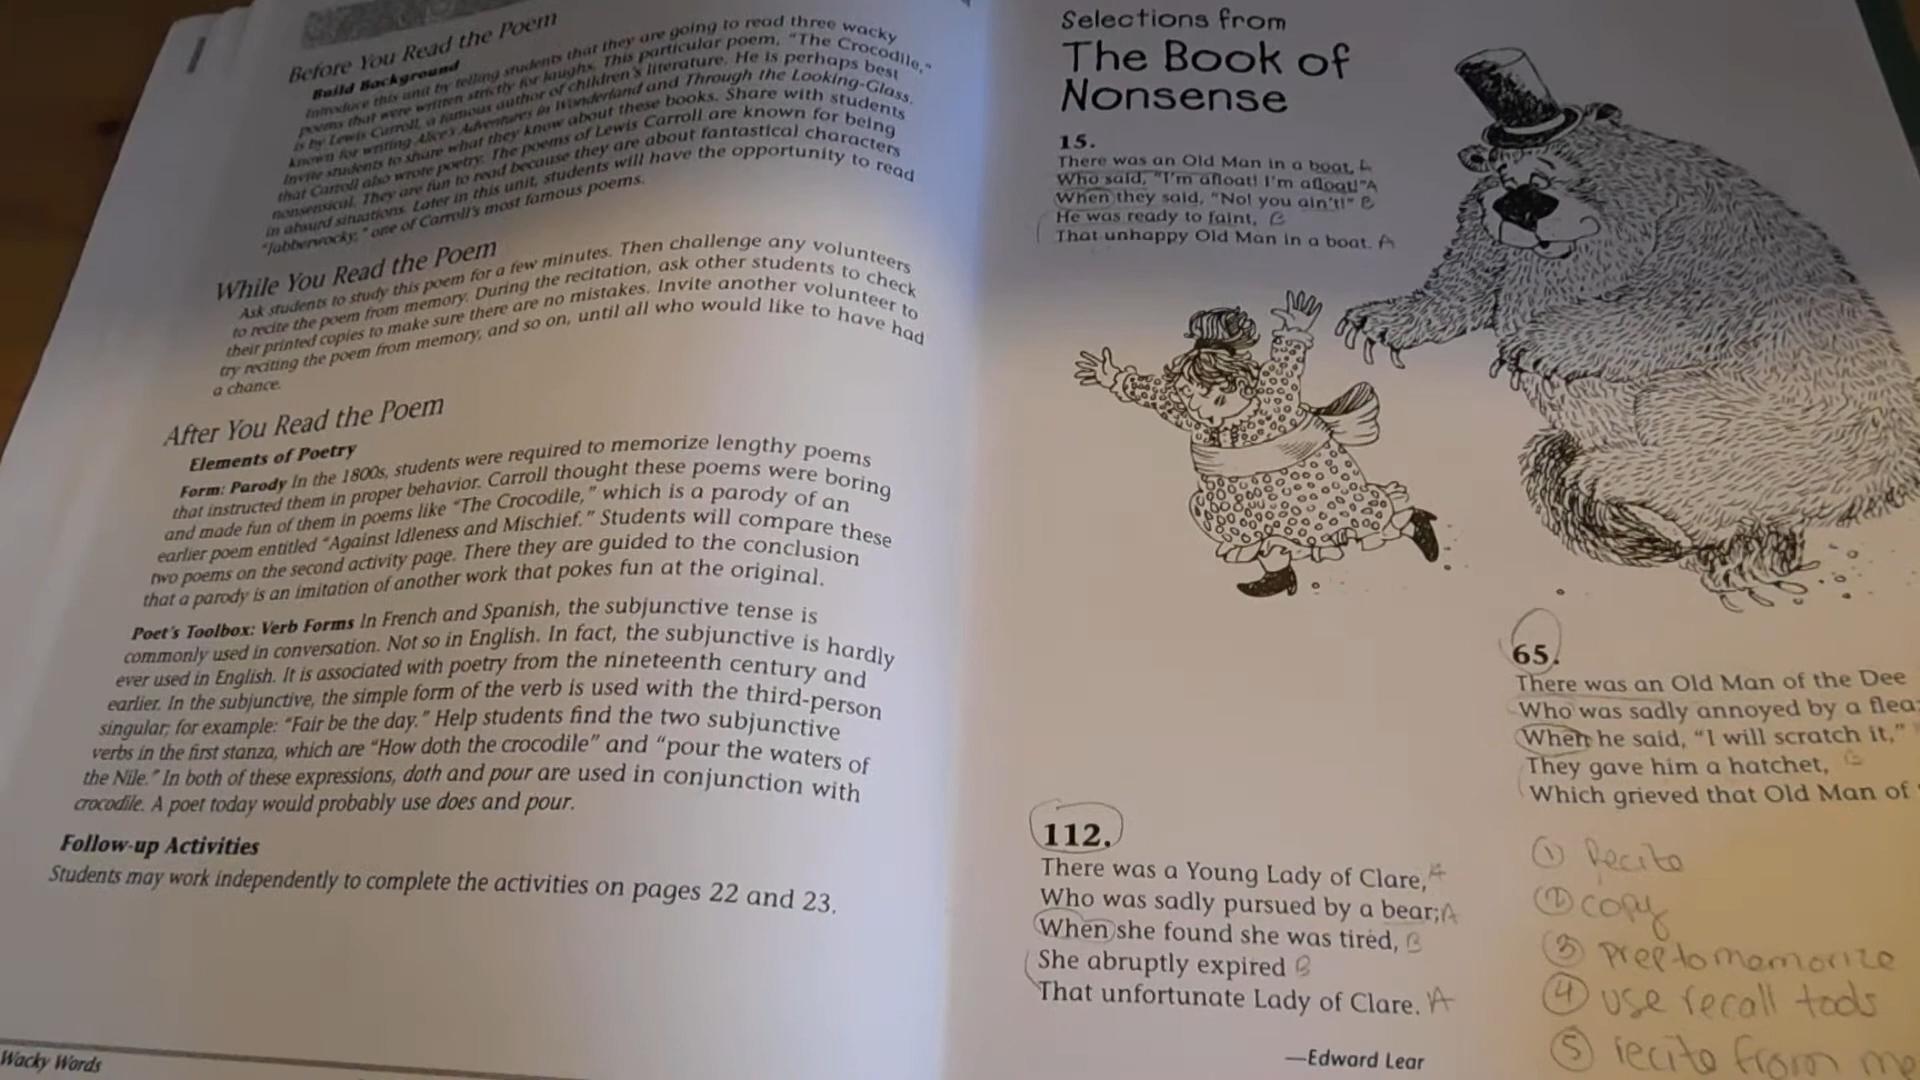 Before You Read the Poem
Build Background
Introduce this unit by telling students that they are going to read three wacky
poems that were written strictly for laughs. This particular poem, "The Crocodile,"
is by Lewis Carroll, a famous author of children's literature. He is perhaps best
known for writing Alice's Adventures in Wonderland and Through the Looking-Glass.
Invite students to share what they know about these books. Share with students
that Carroll also wrote poetry. The poems of Lewis Carroll are known for being
nonsensical. They are fun to read because they are about fantastical characters
in absurd situations. Later in this unit, students will have the opportunity to read
"Jabberwocky," one of Carroll's most famous poems.
While You Read the Poem
Ask students to study this poem for a few minutes. Then challenge any volunteers
to recite the poem from memory. During the recitation, ask other students to check
their printed copies to make sure there are no mistakes. Invite another volunteer to
try reciting the poem from memory, and so on, until all who would like to have had
a chance.
After You Read the Poem
Elements of Poetry
Form: Parody In the 1800s, students were required to memorize lengthy poems
that instructed them in proper behavior. Carroll thought these poems were boring
and made fun of them in poems like "The Crocodile," which is a parody of an
earlier poem entitled "Against Idleness and Mischief." Students will compare these
two poems on the second activity page. There they are guided to the conclusion
that a parody is an imitation of another work that pokes fun at the original.
Poet's Toolbox: Verb Forms In French and Spanish, the subjunctive tense is
commonly used in conversation. Not so in English. In fact, the subjunctive is hardly
ever used in English. It is associated with poetry from the nineteenth century and
earlier. In the subjunctive, the simple form of the verb is used with the third-person
singular; for example: "Fair be the day." Help students find the two subjunctive
verbs in the first stanza, which are "How doth the crocodile" and "pour the waters of
the Nile." In both of these expressions, doth and pour are used in conjunction with
crocodile. A poet today would probably use does and pour.
Follow-up Activities
Students may work independently to complete the activities on pages 22 and 23.
Wacky Words
Selections from
The Book of
Nonsense
15.
There was an Old Man in a boat,
Who said, "I'm afloat! I'm afloat!" A
When they said, "No! you ain't!" B
He was ready to faint, B
That unhappy Old Man in a boat. A
65.
There was an Old Man of the Dee
Who was sadly annoyed by a flea
When he said, "I will scratch it,"
They gave him a hatchet,
Which grieved that Old Man of
112.
There was a Young Lady of Clare, A
Who was sadly pursued by a bear; A
When she found she was tired, B
She abruptly expired B
That unfortunate Lady of Clare. A
—Edward Lear
① Recite
② copy
③ prep to memorize
④ use recall tools
⑤ recite from me